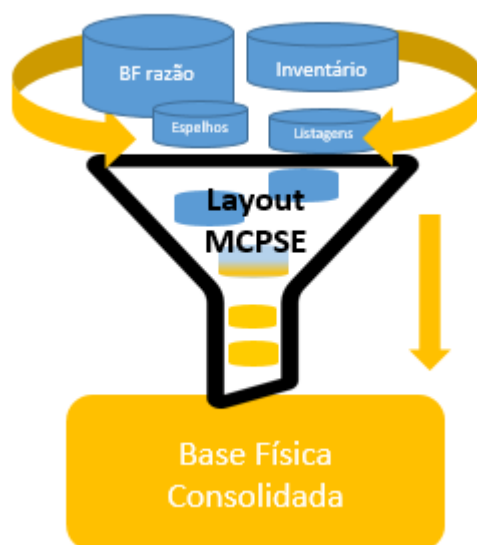 BF razão
Inventário
Espelhos
Listagens
Layout
MCPSE
Base Física
Consolidada